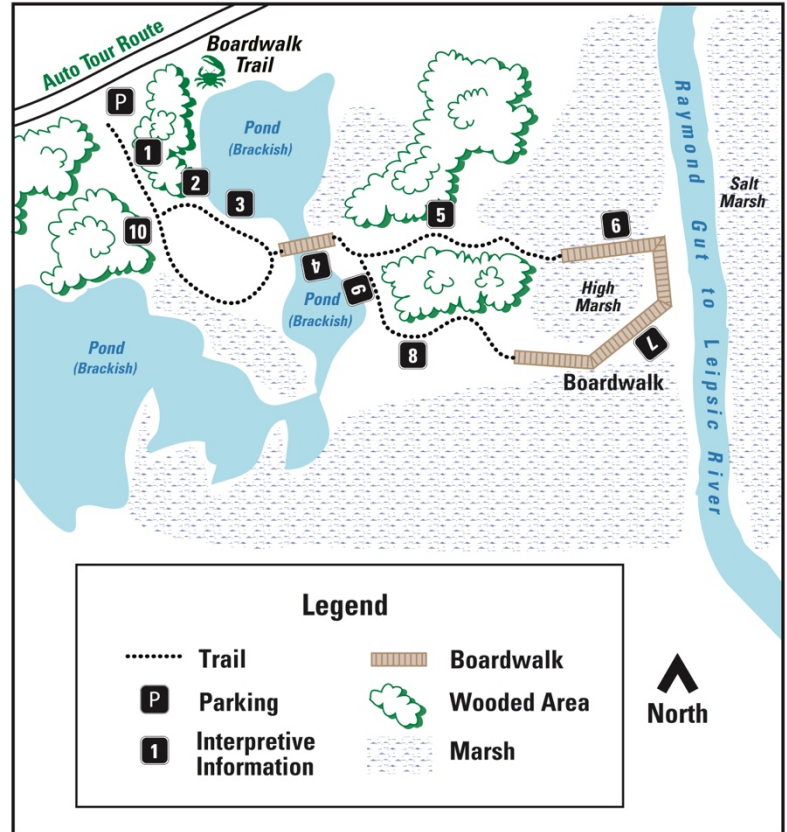 Auto Tour Route
Boardwalk
Trail
P
Pond
(Brackish)
1
2
3
10
4
5
6
9
8
7
Pond
(Brackish)
Pond
(Brackish)
High
Marsh
Boardwalk
Salt
Marsh
Raymond Gut to Leipsic River
Legend
Trail
Boardwalk
P
Parking
Wooded Area
1
Interpretive
Information
Marsh
North